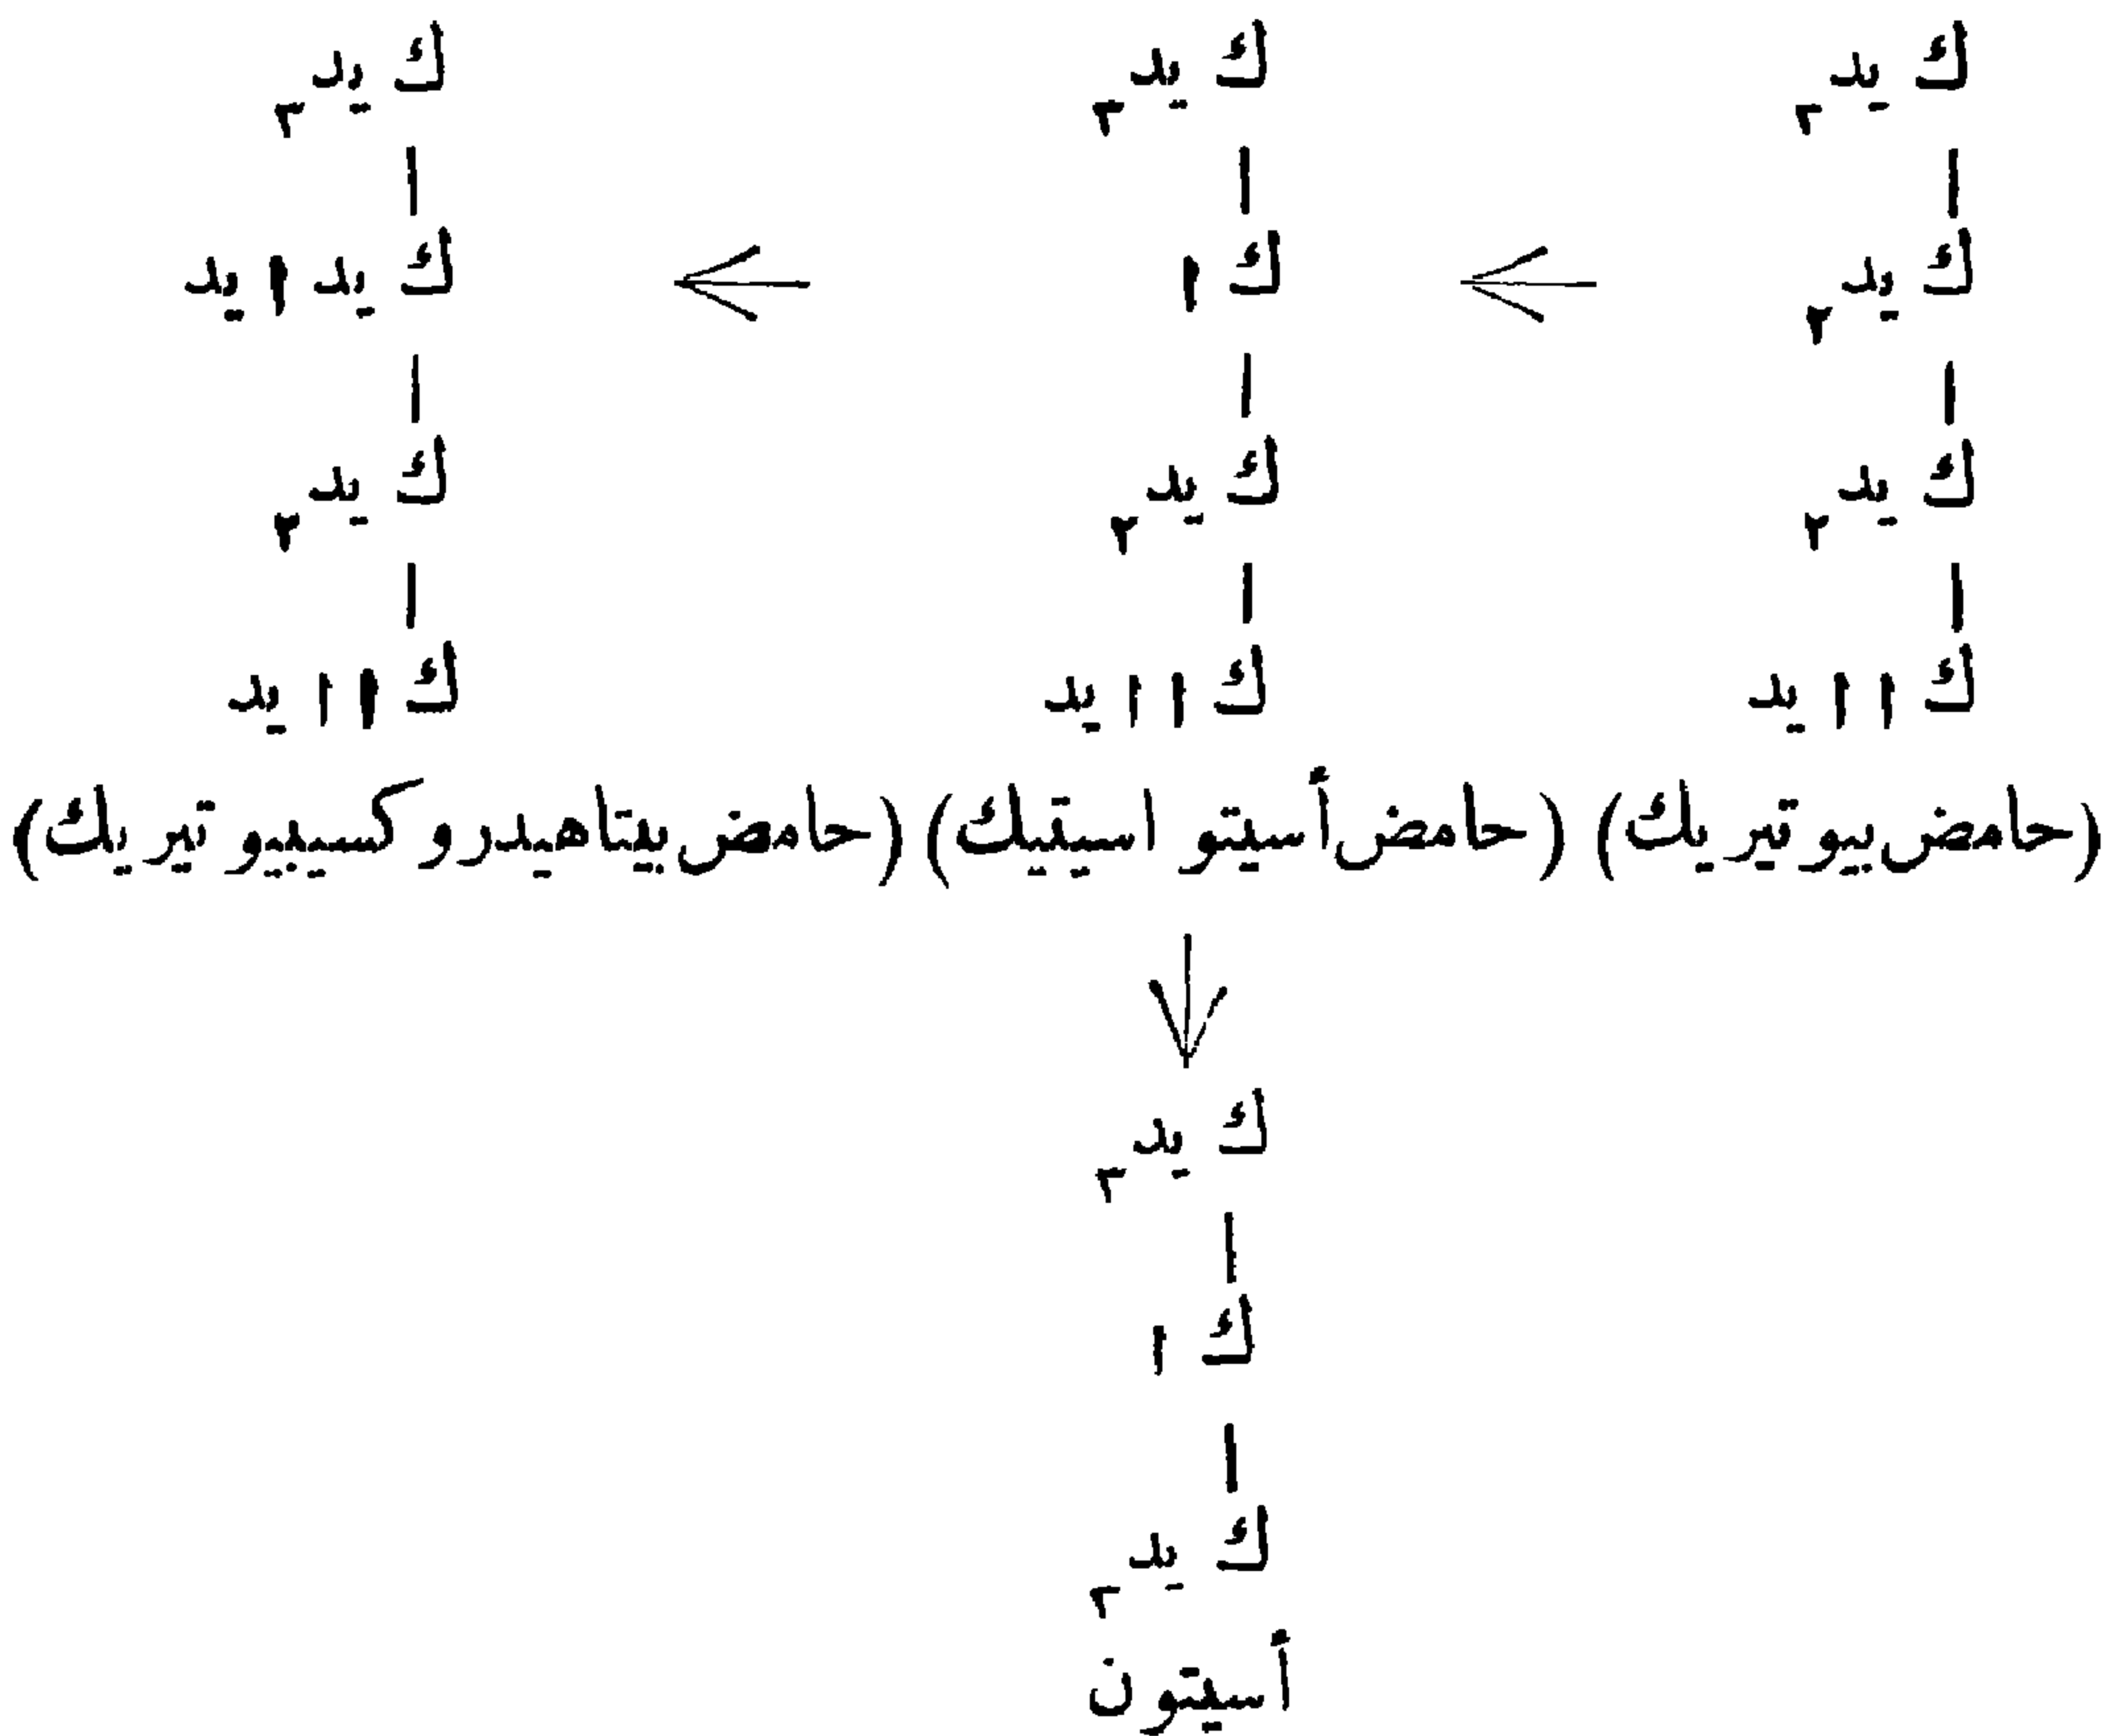 ك يد٣ ك يد٣ ك يد٣
ك يد٢ ك ا ك يد ا يد
ك يد٢ ك يد٢ ك يد٢
ك ا ا يد ك ا ا يد ك ا ا يد
(حامض بيوتيريك) (حامض أسيتو استيك) (حامض بيتاهيدروكسيبيوتيريك)
ك يد٣
ك ا
ك يد٣
أسيتون